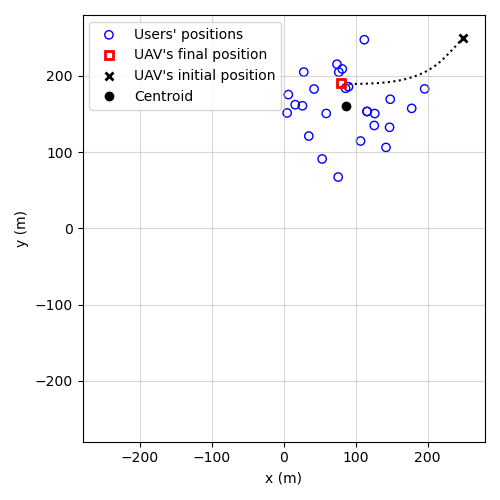 Users' positions
UAV's final position
UAV's initial position
Centroid
200
100
0
−100
−200
y (m)
−200
−100
0
100
200
x (m)